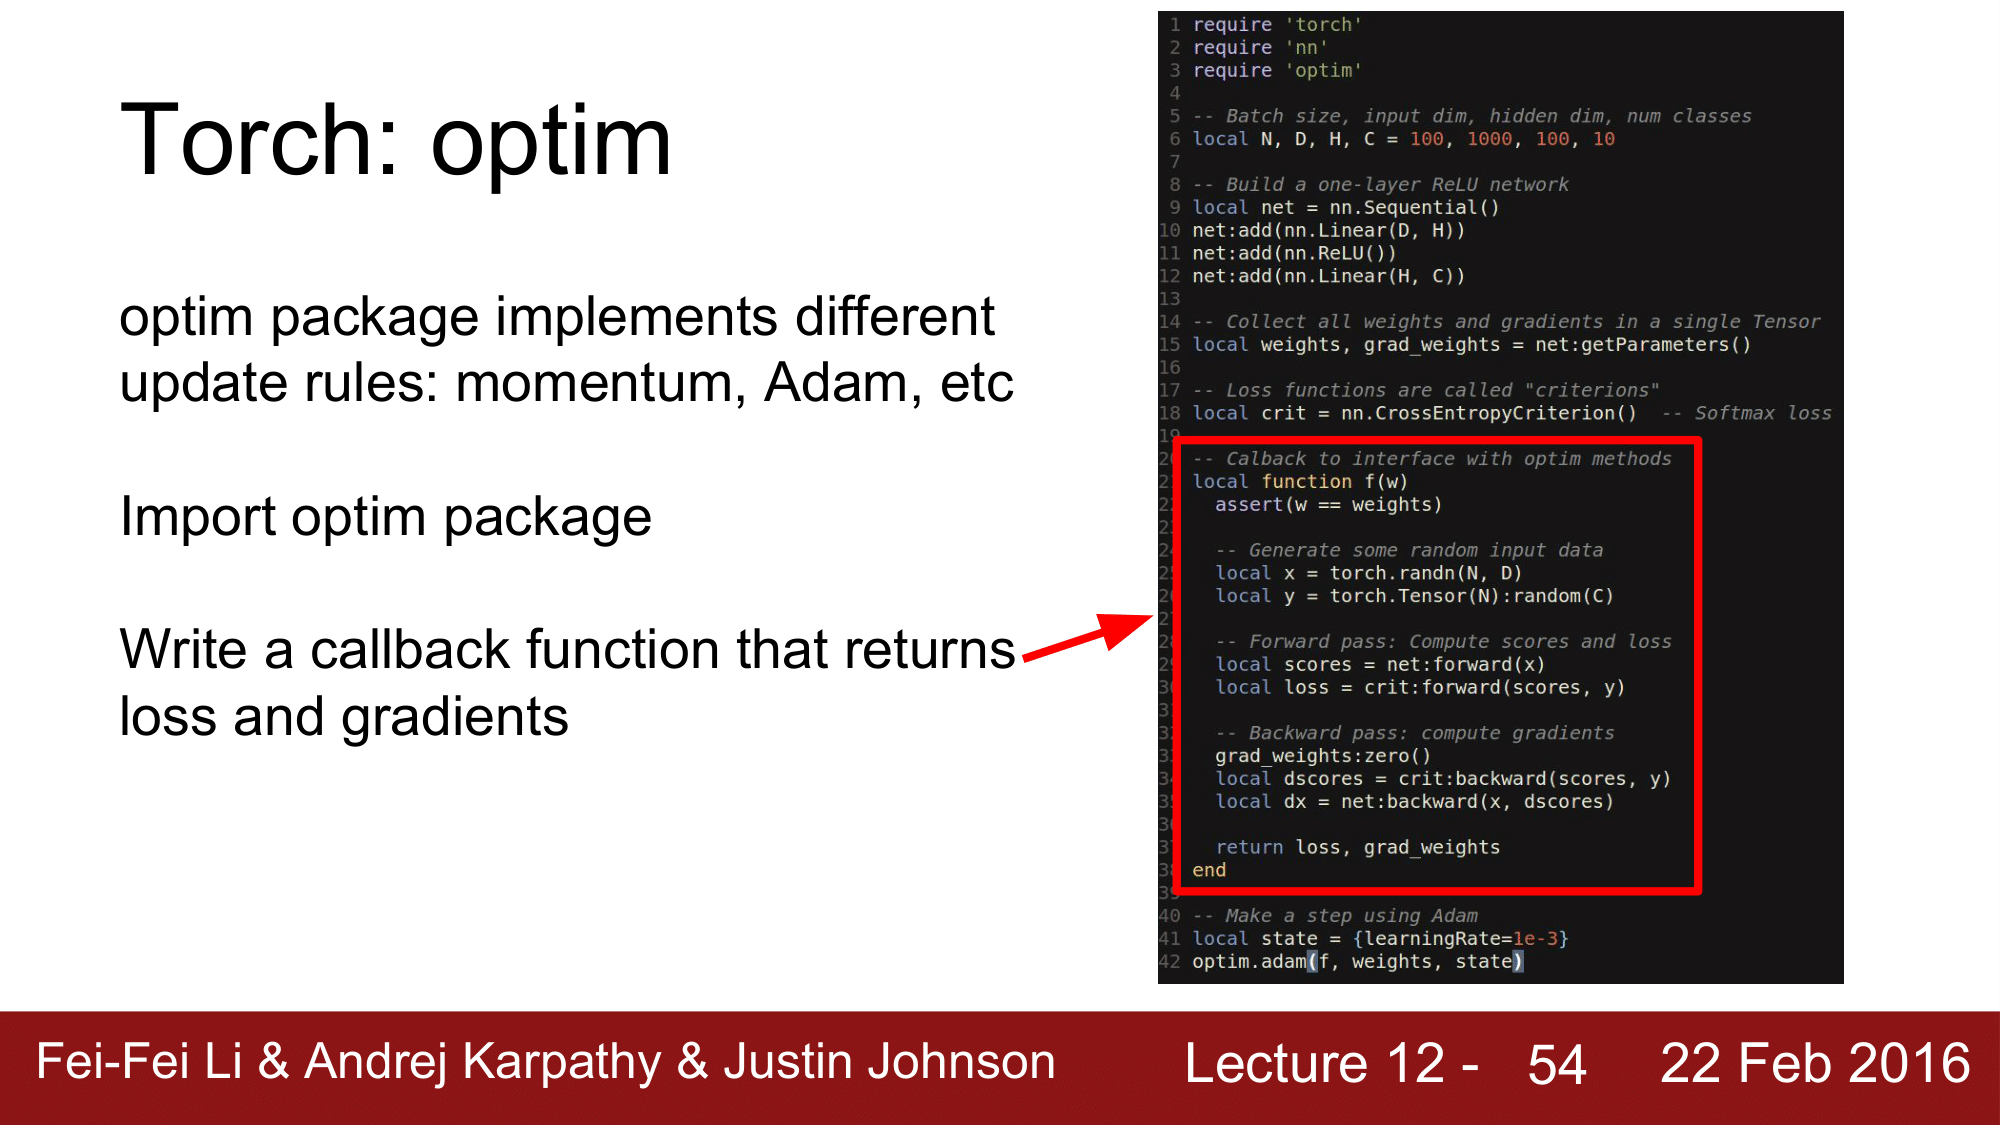 Torch: optim
optim package implements different
update rules: momentum, Adam, etc
Import optim package
Write a callback function that returns
loss and gradients
1 require 'torch'
2 require 'nn'
3 require 'optim'
4
5 -- Batch size, input dim, hidden dim, num classes
6 local N, D, H, C = 100, 1000, 100, 10
7
8 -- Build a one-layer ReLU network
9 local net = nn.Sequential()
10 net:add(nn.Linear(D, H))
11 net:add(nn.ReLU())
12 net:add(nn.Linear(H, C))
13
14 -- Collect all weights and gradients in a single Tensor
15 local weights, grad_weights = net:getParameters()
16
17 -- Loss functions are called "criterions"
18 local crit = nn.CrossEntropyCriterion()  -- Softmax loss
19
20 -- Calback to interface with optim methods
21 local function f(w)
22   assert(w == weights)
23
24   -- Generate some random input data
25   local x = torch.randn(N, D)
26   local y = torch.Tensor(N):random(C)
27
28   -- Forward pass: Compute scores and loss
29   local scores = net:forward(x)
30   local loss = crit:forward(scores, y)
31
32   -- Backward pass: compute gradients
33   grad_weights:zero()
34   local dscores = crit:backward(scores, y)
35   local dx = net:backward(x, dscores)
36
37   return loss, grad_weights
38 end
39
40 -- Make a step using Adam
41 local state = {learningRate=1e-3}
42 optim.adam(f, weights, state)
Fei-Fei Li & Andrej Karpathy & Justin Johnson
Lecture 12 - 54
22 Feb 2016